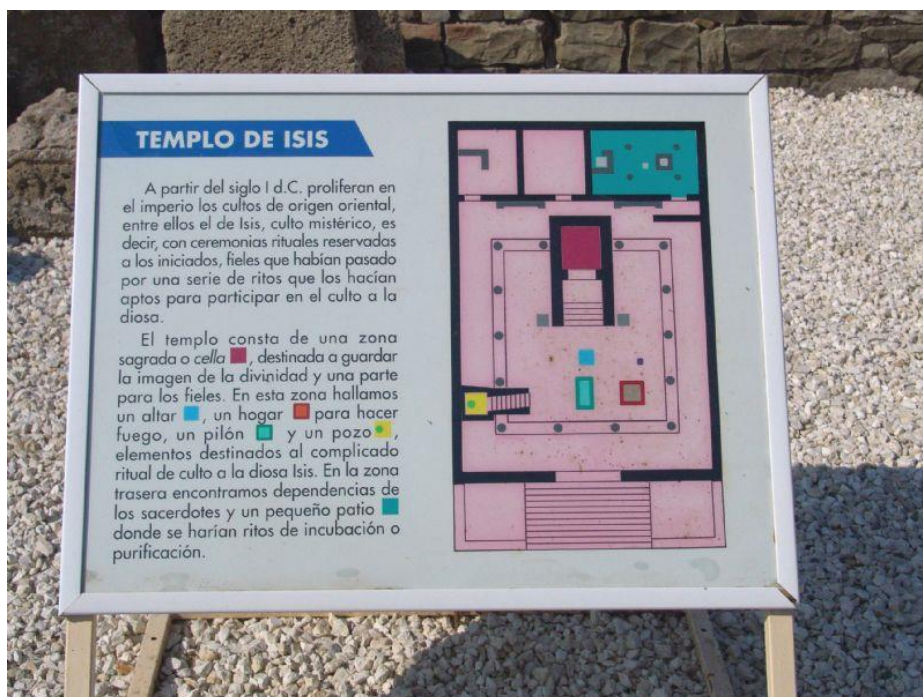 TEMPLO DE ISIS
A partir del siglo I d.C. proliferan en
el imperio los cultos de origen oriental,
entre ellos el de Isis, culto mistérico, es
decir, con ceremonias rituales reservadas
a los iniciados, fieles que habían pasado
por una serie de ritos que los hacían
aptos para participar en el culto a la
diosa.
El templo consta de una zona
sagrada o cella , destinada a guardar
la imagen de la divinidad y una parte
para los fieles. En esta zona hallamos
un altar , un hogar para hacer
fuego, un pilón y un pozo ,
elementos destinados al complicado
ritual de culto a la diosa Isis. En la zona
trasera encontramos dependencias de
los sacerdotes y un pequeño patio
donde se harían ritos de incubación o
purificación.